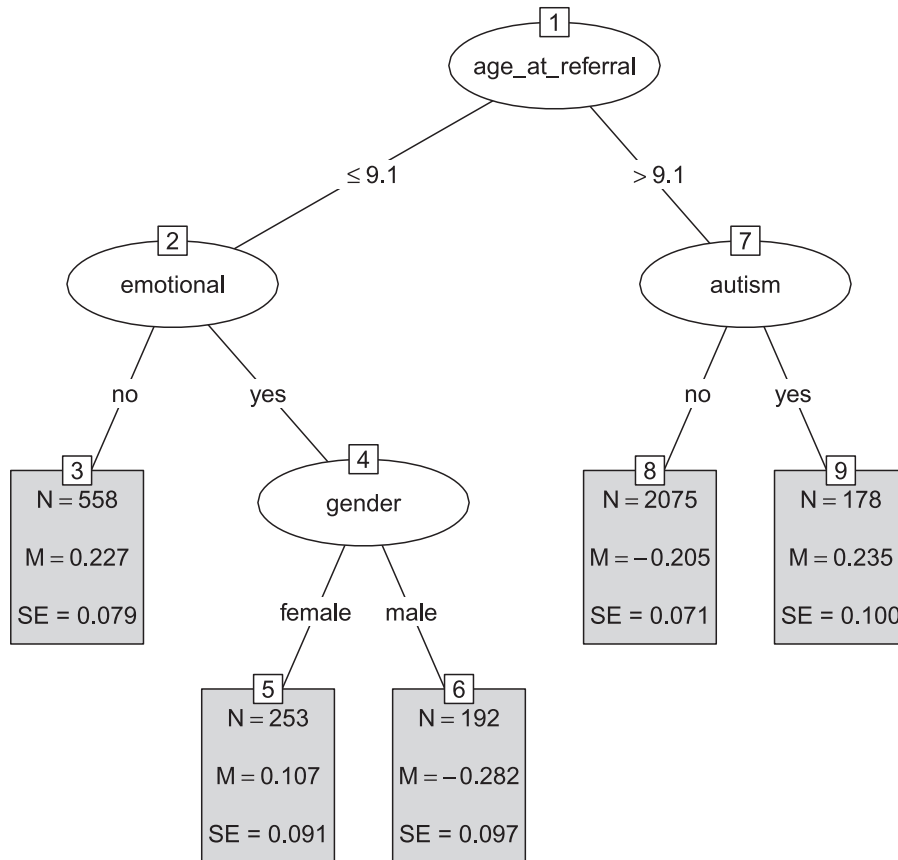 1
age_at_referral
≤ 9.1
> 9.1
2
emotional
7
autism
no
yes
no
yes
3
N = 558
M = 0.227
SE = 0.079
4
gender
8
N = 2075
M = −0.205
SE = 0.071
9
N = 178
M = 0.235
SE = 0.100
female
male
5
N = 253
M = 0.107
SE = 0.091
6
N = 192
M = −0.282
SE = 0.097